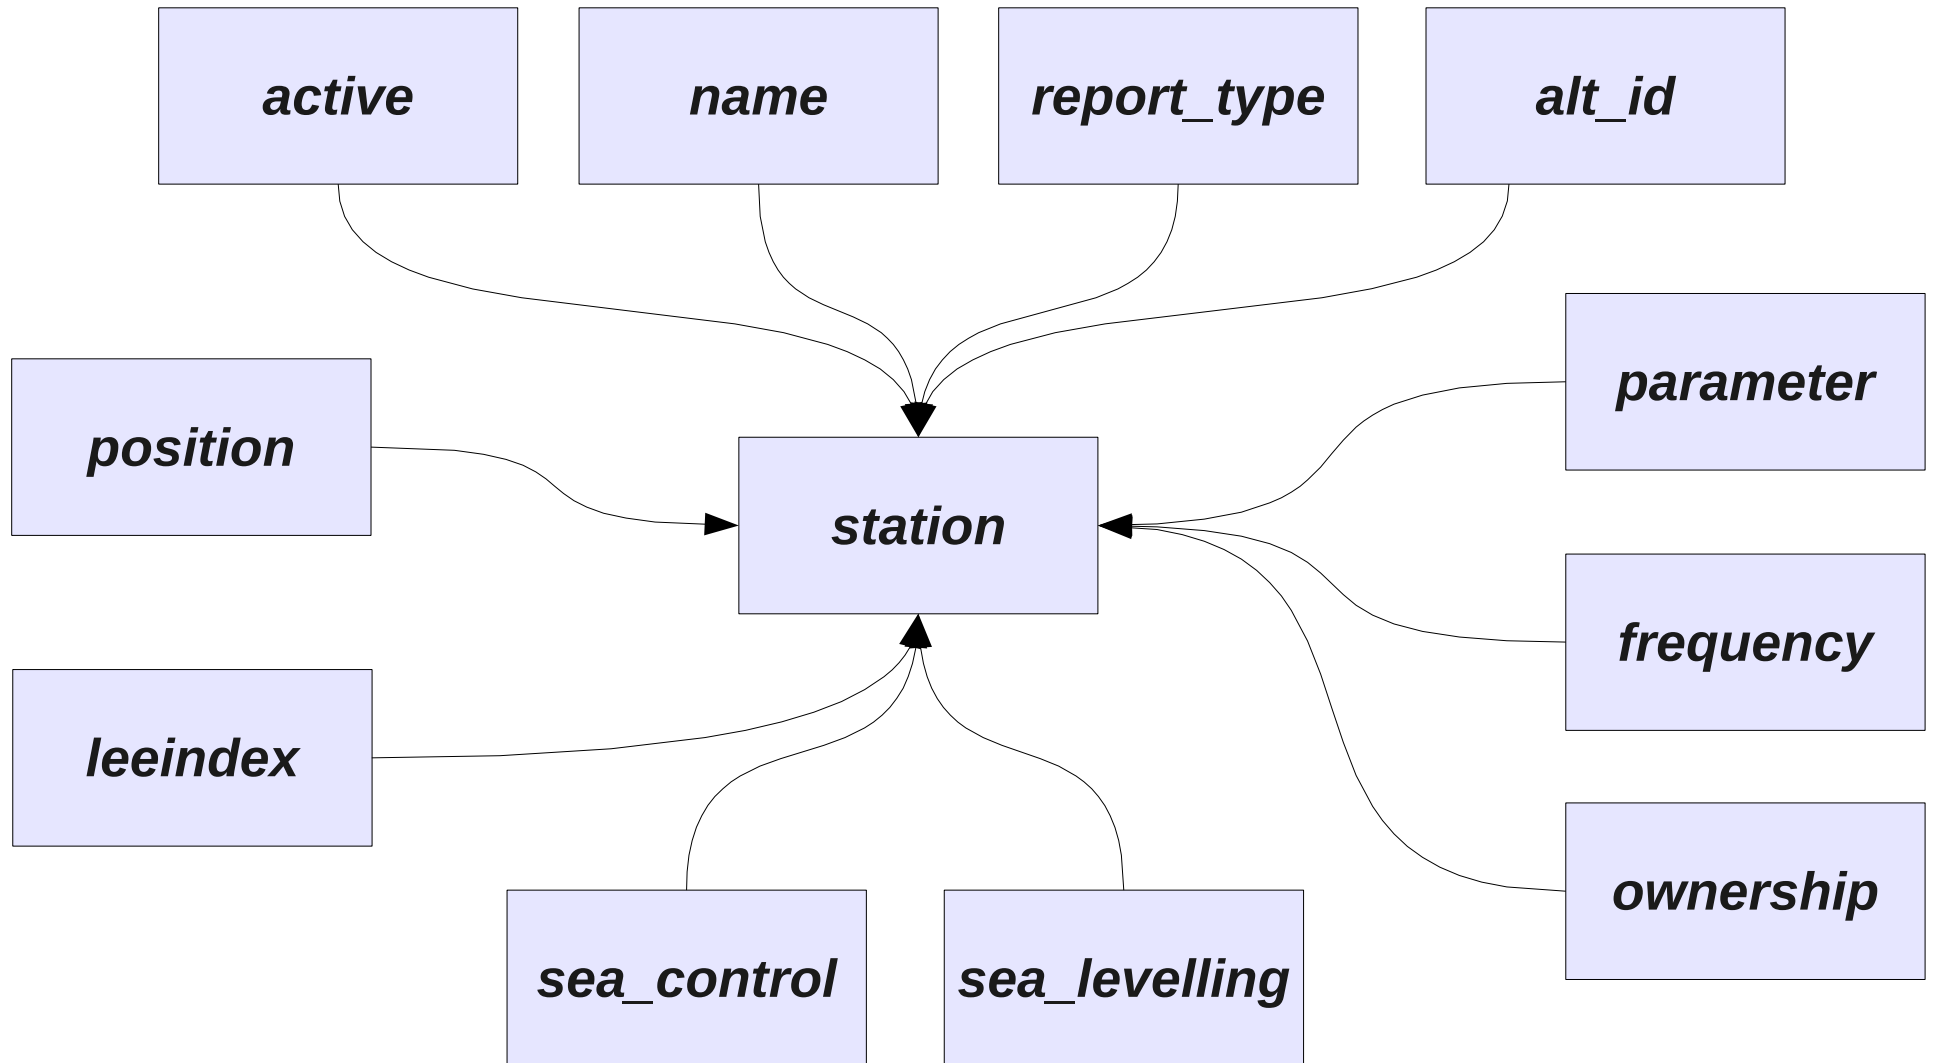 active
name
report_type
alt_id
parameter
position
station
frequency
leeindex
ownership
sea_control
sea_levelling